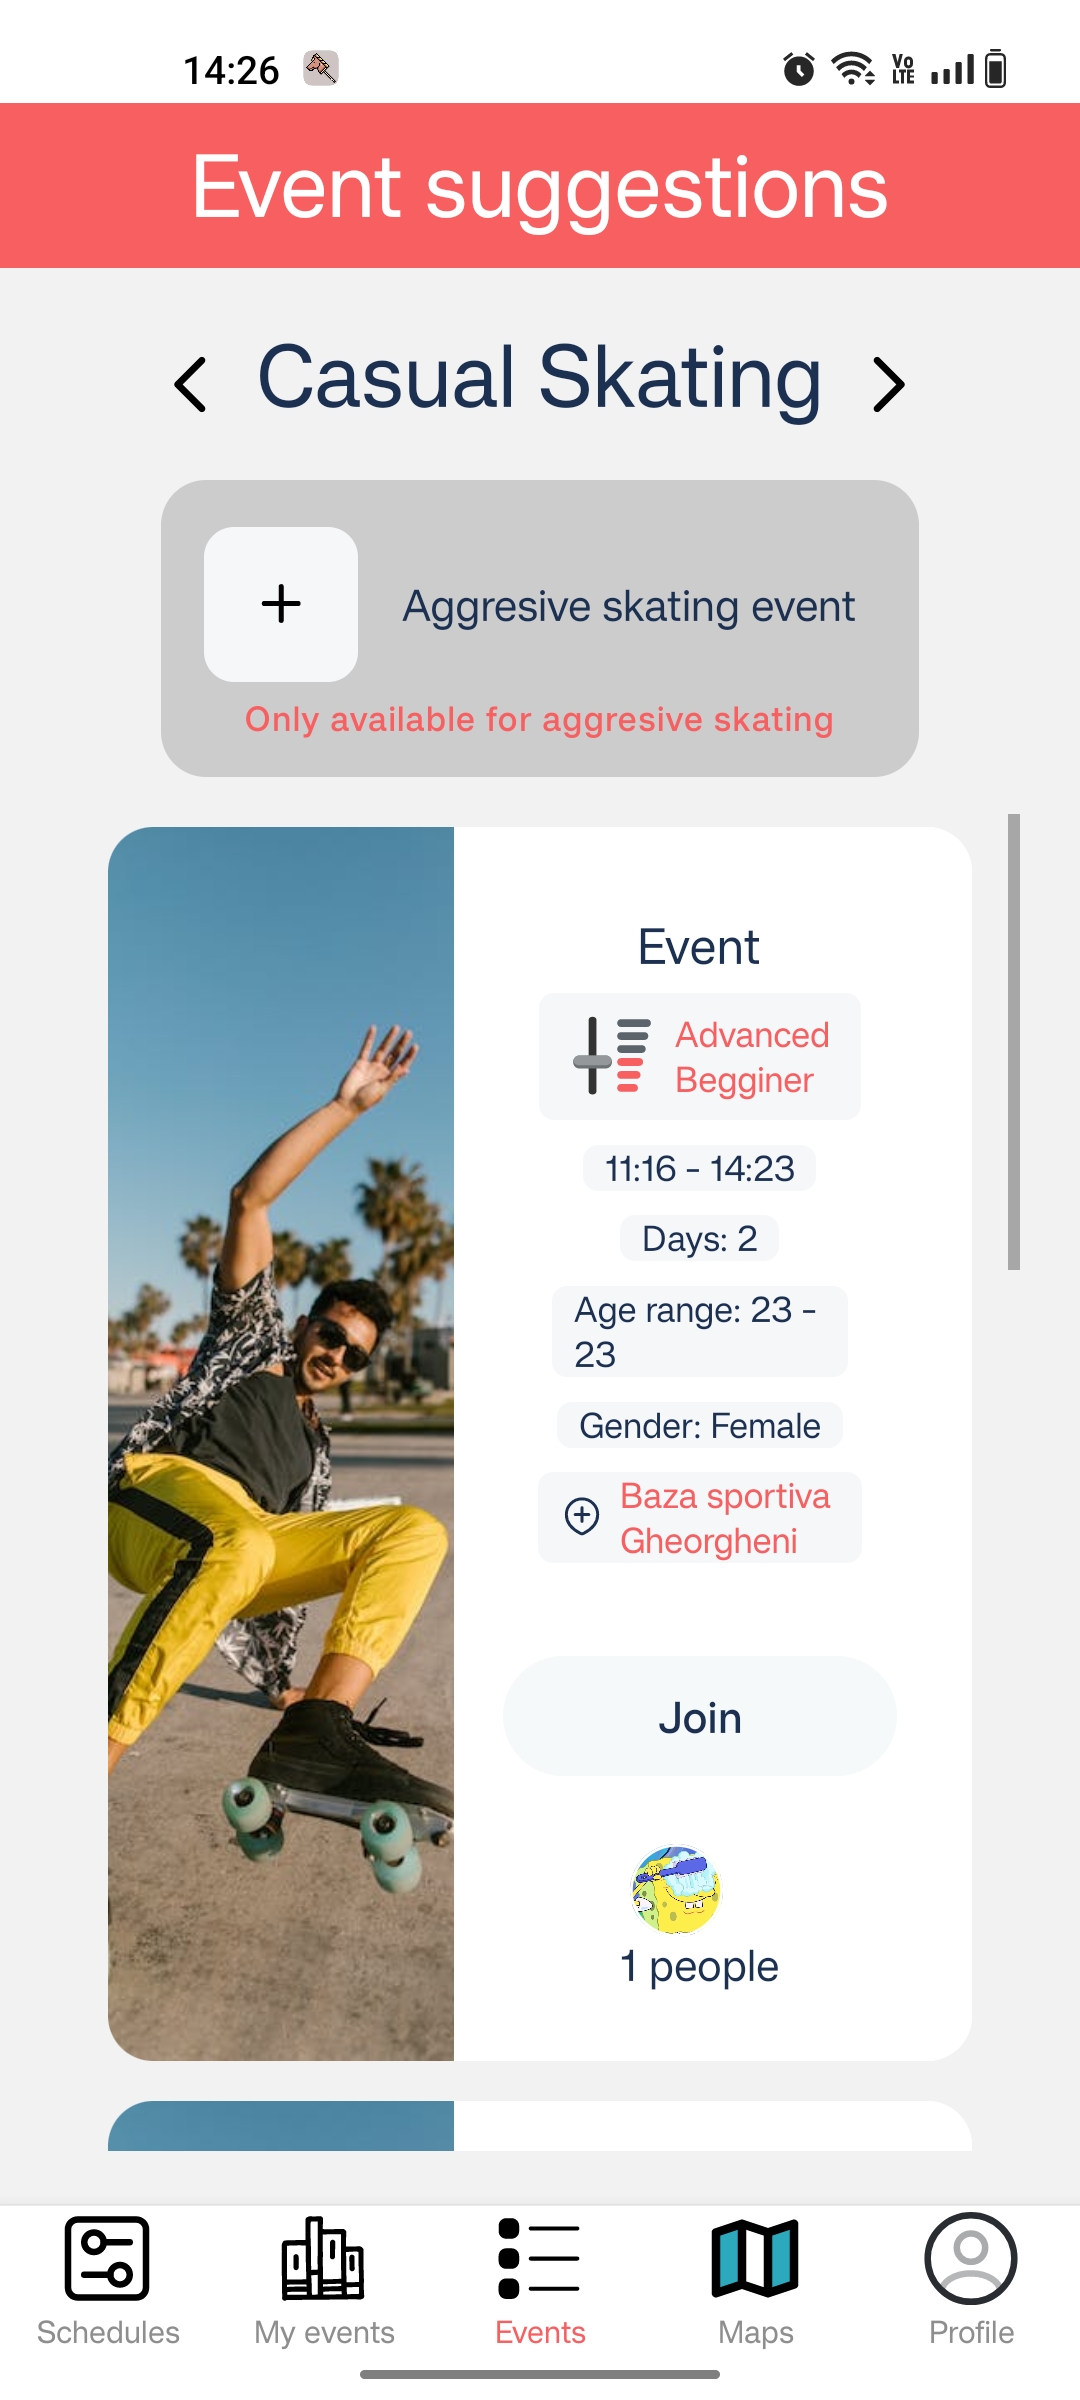 14:26
Vo
LTE
Event suggestions
Casual Skating
Aggresive skating event
Only available for aggresive skating
Event
Advanced
Begginer
11:16 - 14:23
Days: 2
Age range: 23 -
23
Gender: Female
Baza sportiva
Gheorgheni
Join
1 people
Schedules
My events
Events
Maps
Profile